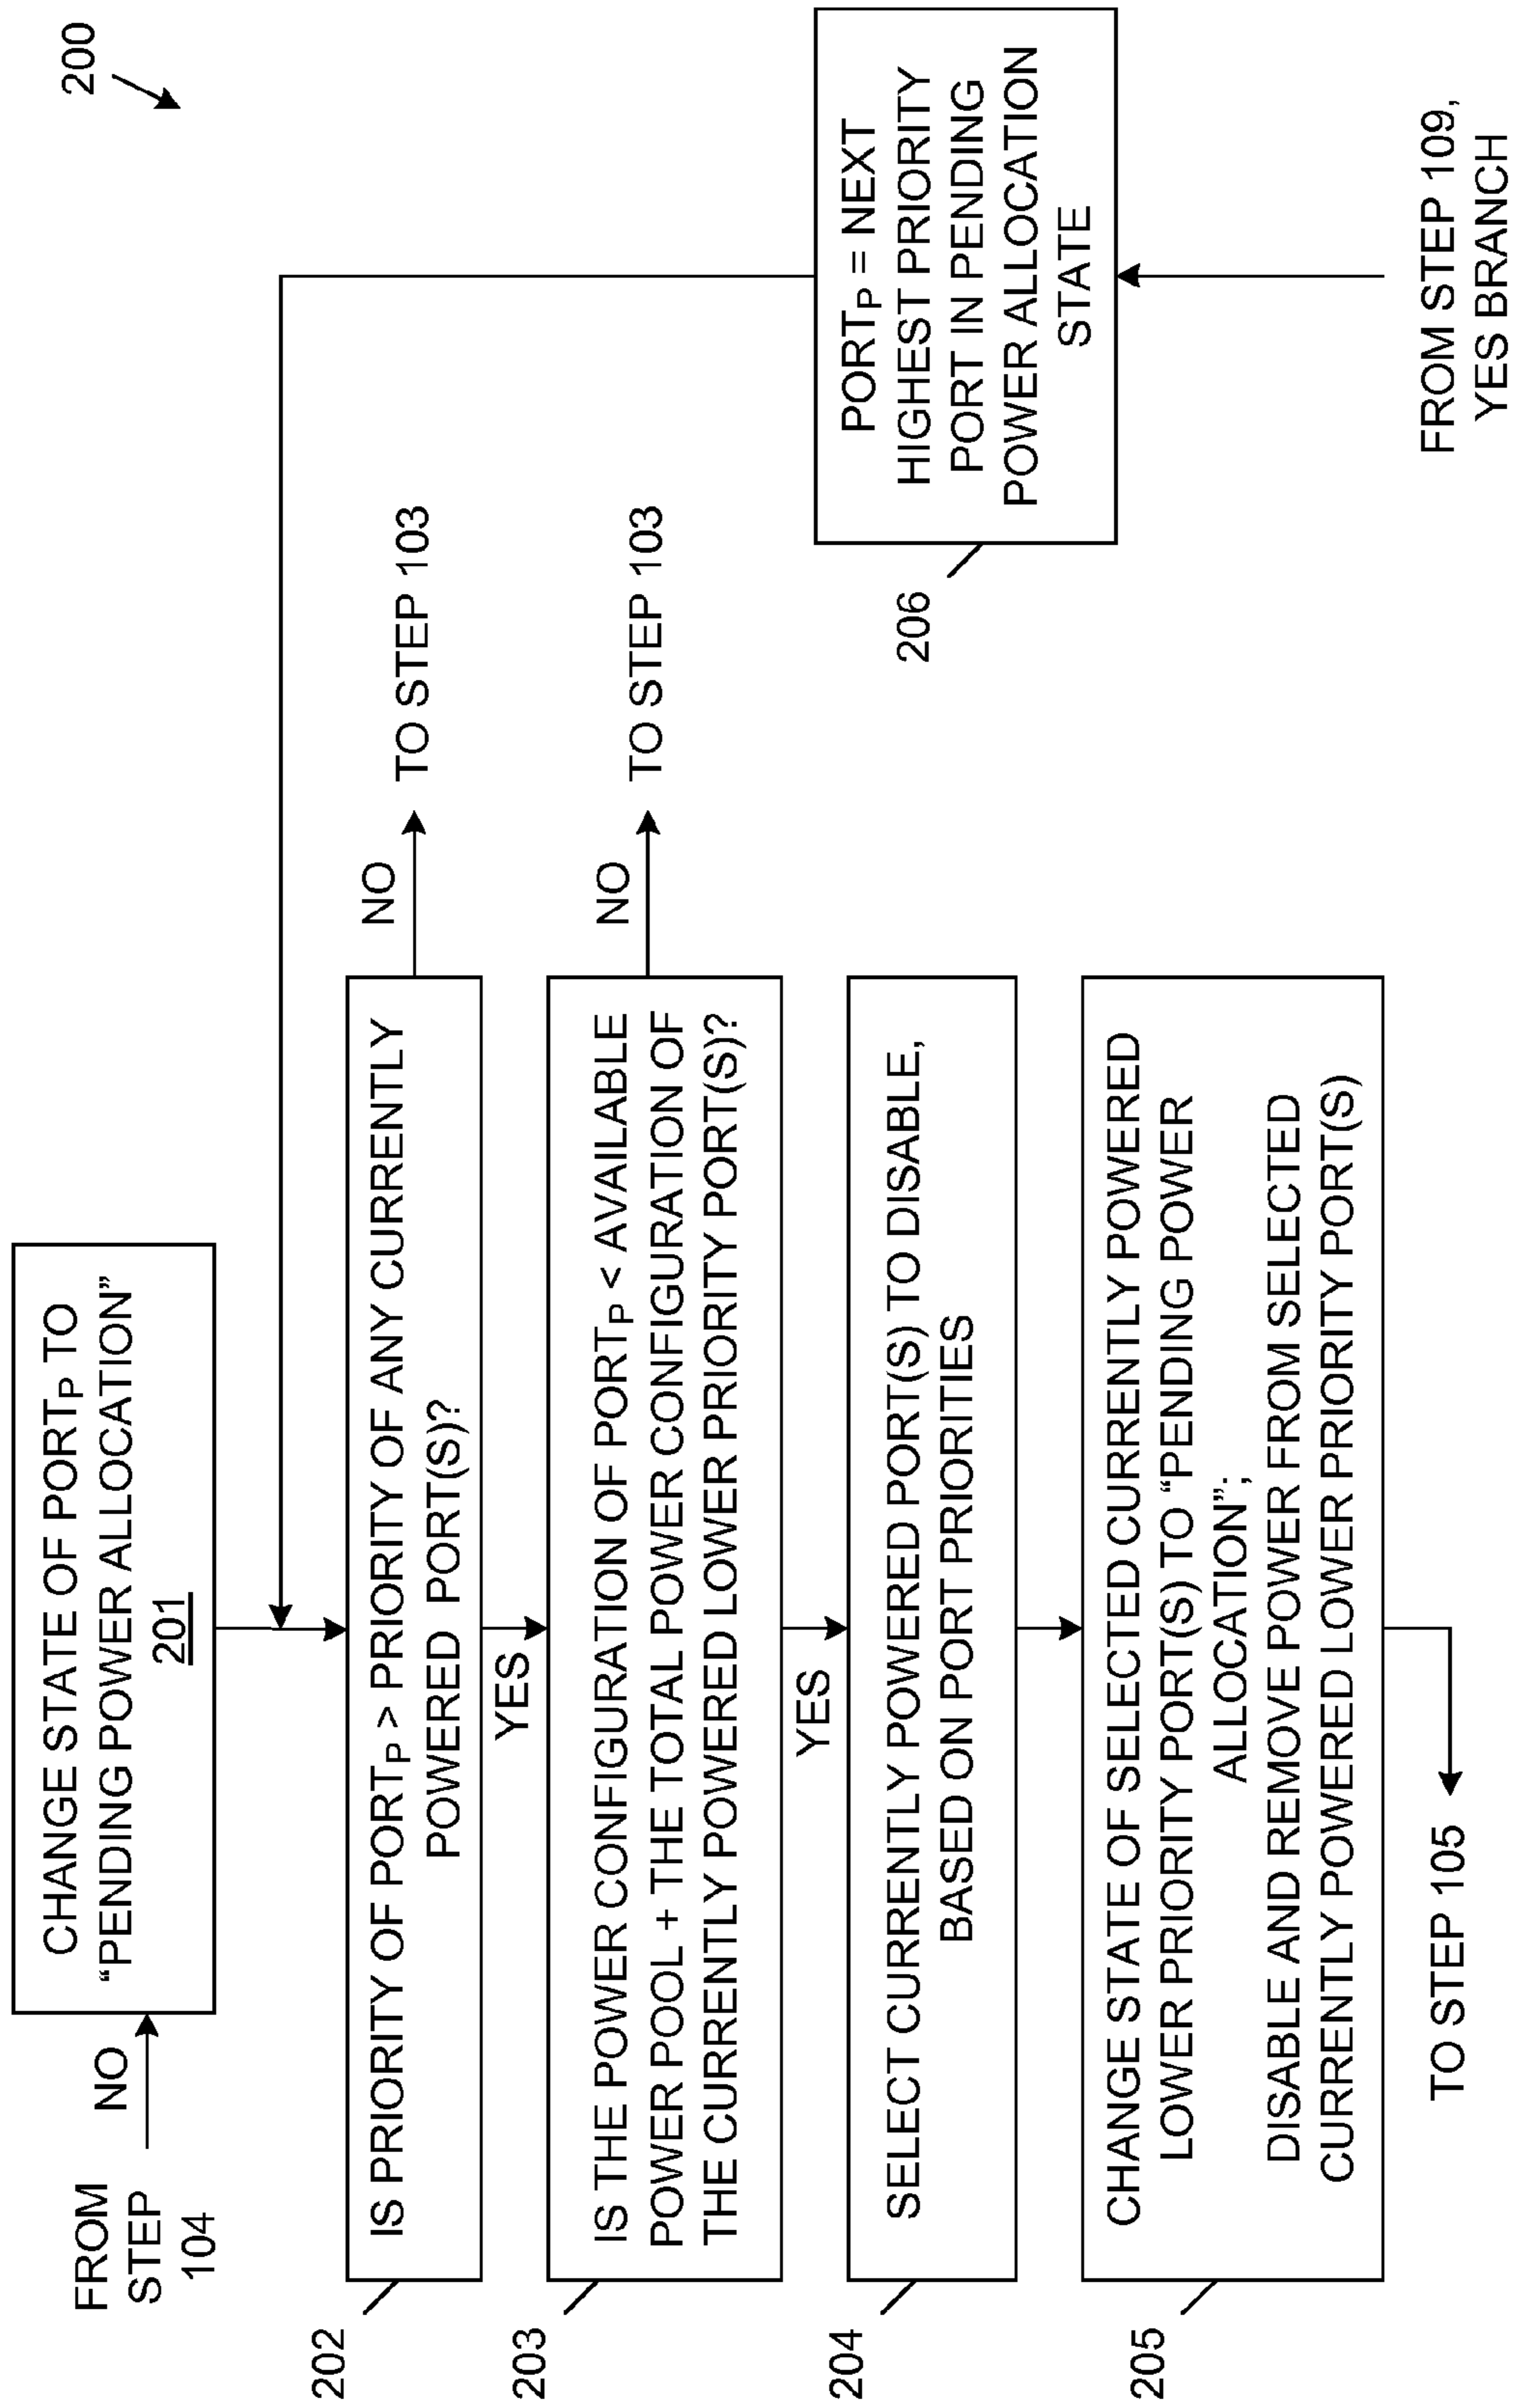 200
FROM
STEP
104
NO
CHANGE STATE OF PORTP TO
“PENDING POWER ALLOCATION”
201
202
IS PRIORITY OF PORTP > PRIORITY OF ANY CURRENTLY
POWERED PORT(S)?
NO
TO STEP 103
YES
203
IS THE POWER CONFIGURATION OF PORTP < AVAILABLE
POWER POOL + THE TOTAL POWER CONFIGURATION OF
THE CURRENTLY POWERED LOWER PRIORITY PORT(S)?
NO
TO STEP 103
YES
204
SELECT CURRENTLY POWERED PORT(S) TO DISABLE,
BASED ON PORT PRIORITIES
205
CHANGE STATE OF SELECTED CURRENTLY POWERED
LOWER PRIORITY PORT(S) TO “PENDING POWER
ALLOCATION”;
DISABLE AND REMOVE POWER FROM SELECTED
CURRENTLY POWERED LOWER PRIORITY PORT(S)
TO STEP 105
206
PORTP = NEXT
HIGHEST PRIORITY
PORT IN PENDING
POWER ALLOCATION
STATE
FROM STEP 109,
YES BRANCH